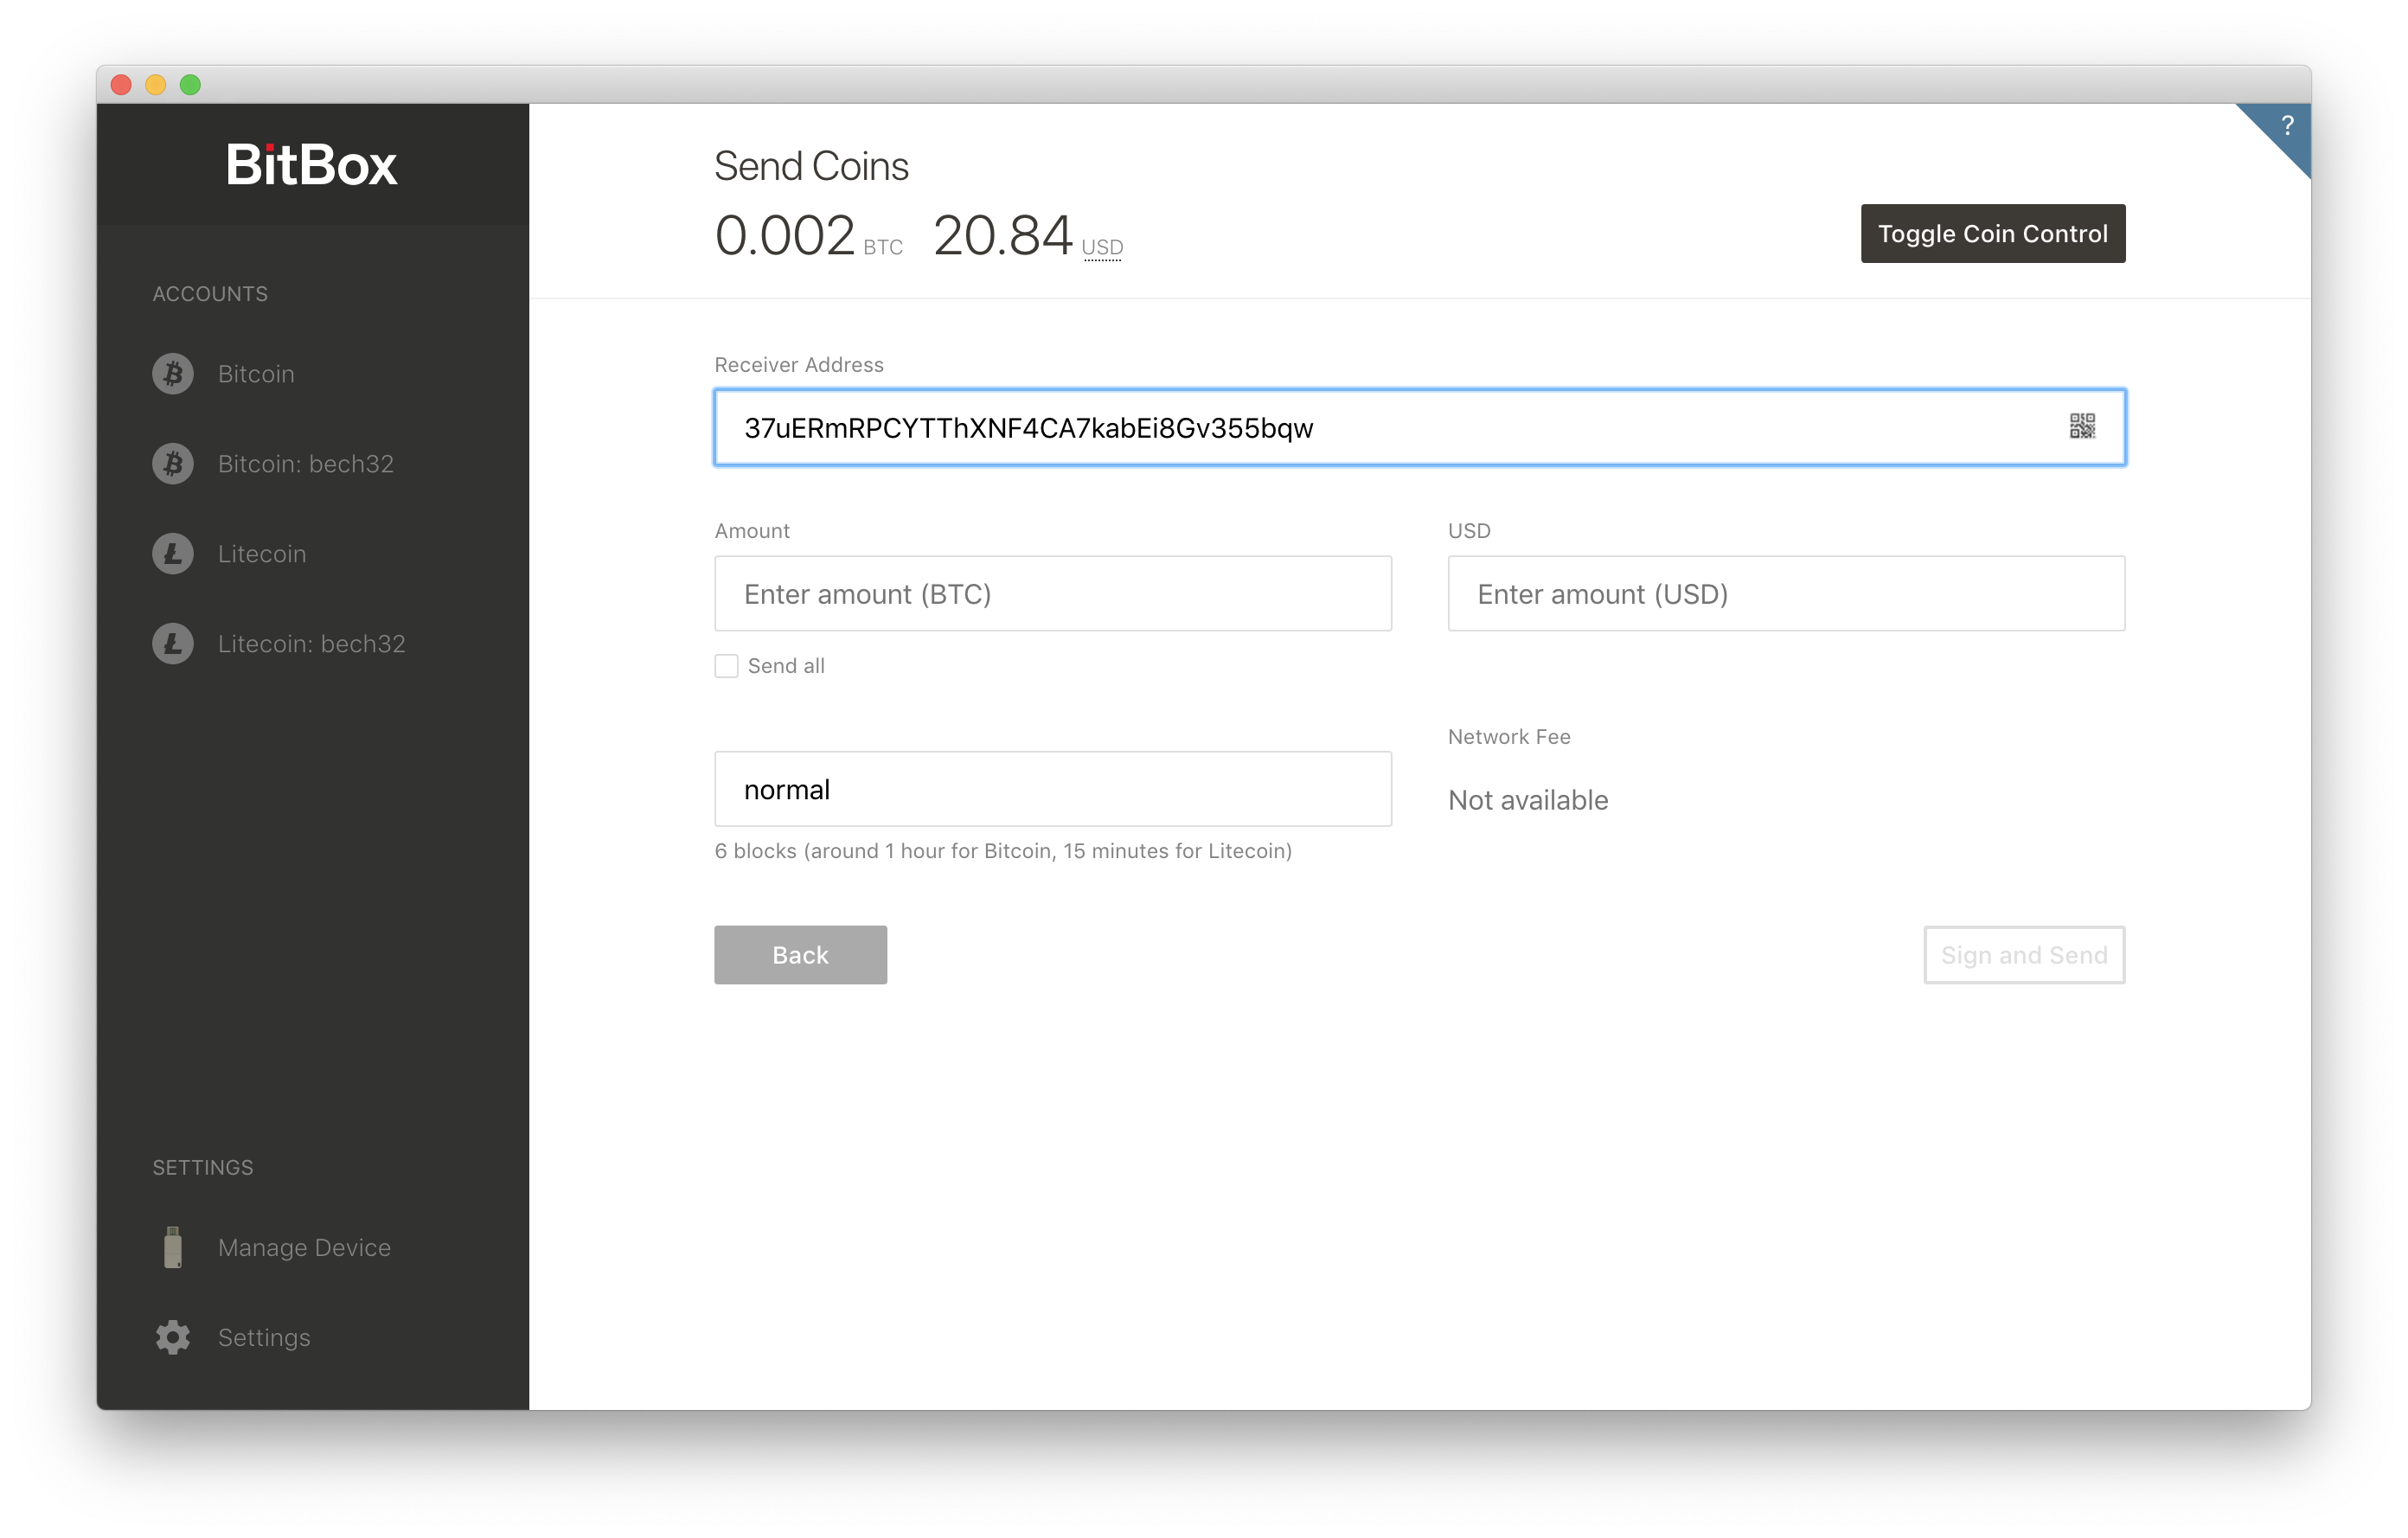 BitBox
ACCOUNTS
Bitcoin
Bitcoin: bech32
Litecoin
Litecoin: bech32
SETTINGS
Manage Device
Settings
?
Send Coins
0.002 BTC 20.84 USD
Toggle Coin Control
Receiver Address
37uERmRPCYTThXNF4CA7kabEi8Gv355bqw
Amount
USD
Enter amount (BTC)
Enter amount (USD)
Send all
Network Fee
normal
Not available
6 blocks (around 1 hour for Bitcoin, 15 minutes for Litecoin)
Back
Sign and Send